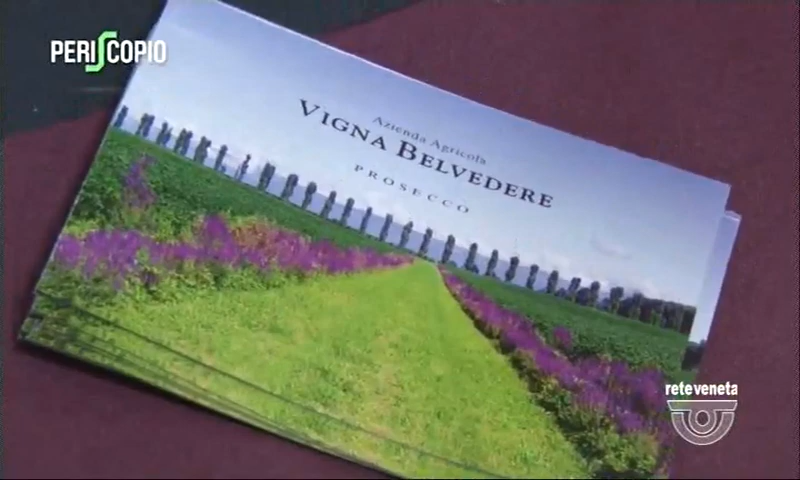 PERISCOPIO
Azienda Agricola
VIGNA BELVEDERE
PROSECCO
reteveneta